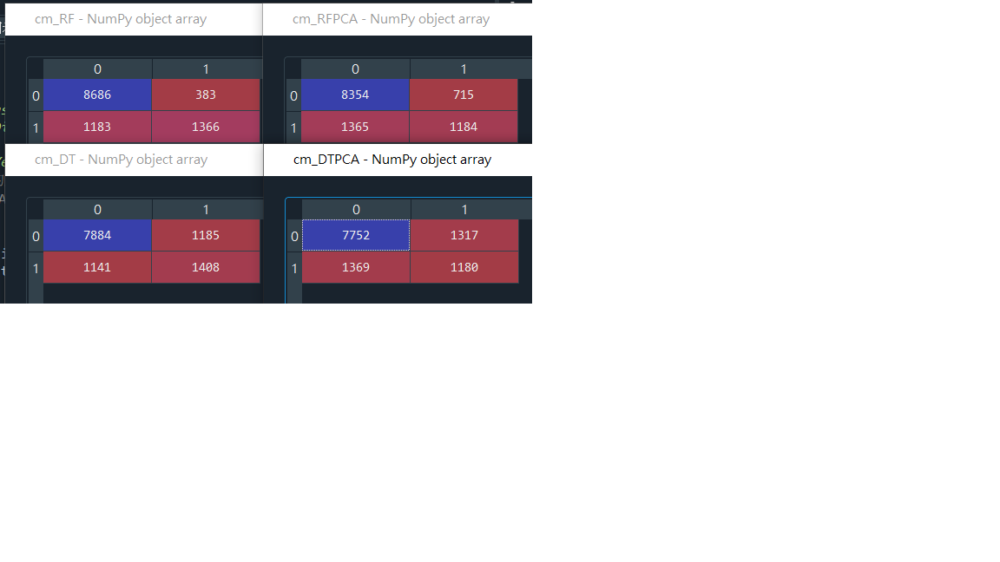 cm_RF - NumPy object array
0 1
0 8686 383
1 1183 1366
cm_RFPCA - NumPy object array
0 1
0 8354 715
1 1365 1184
cm_DT - NumPy object array
0 1
0 7884 1185
1 1141 1408
cm_DTPCA - NumPy object array
0 1
0 7752 1317
1 1369 1180